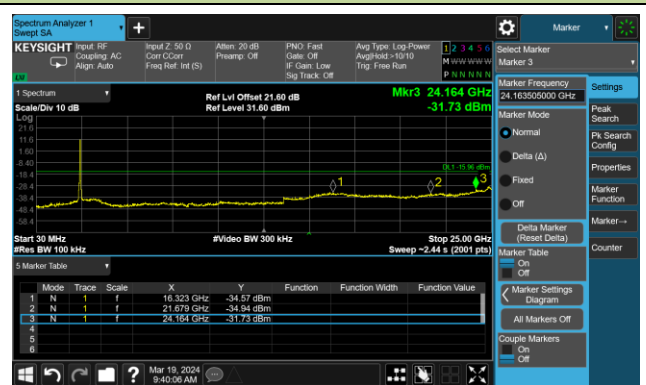 Spectrum Analyzer 1
Swept SA
Marker
KEYSIGHT
Input: RF
Coupling: AC
Align: Auto
Input Z: 50 Ω
Corr CCorr
Freq Ref: Int (S)
Atten: 20 dB
Preamp: Off
PNO: Fast
Gate: Off
IF Gain: Low
Sig Track: Off
Avg Type: Log-Power
Avg|Hold:>10/10
Trig: Free Run
1 2 3 4 5 6
M W W W W W
P N N N N N
LW
Select Marker
Marker 3
1 Spectrum
Scale/Div 10 dB
Log
Ref Lvl Offset 21.60 dB
Ref Level 31.60 dBm
Mkr3 24.164 GHz
-31.73 dBm
21.6
11.6
1.60
-8.40
-18.4
-28.4
-38.4
-48.4
-58.4
DL1 -15.96 dBm
1
2
3
Start 30 MHz
#Res BW 100 kHz
#Video BW 300 kHz
Stop 25.00 GHz
Sweep ~2.44 s (2001 pts)
5 Marker Table
Mode Trace Scale X Y Function Function Width Function Value
1 N 1 f 16.323 GHz -34.57 dBm
2 N 1 f 21.679 GHz -34.94 dBm
3 N 1 f 24.164 GHz -31.73 dBm
4
5
6
Marker Frequency
24.163505000 GHz
Marker Mode
Normal
Delta (Δ)
Fixed
Off
Delta Marker
(Reset Delta)
Marker Table
On
Off
Marker Settings
Diagram
All Markers Off
Couple Markers
On
Off
Settings
Peak
Search
Pk Search
Config
Properties
Marker
Function
Marker→
Counter
?
Mar 19, 2024
9:40:06 AM